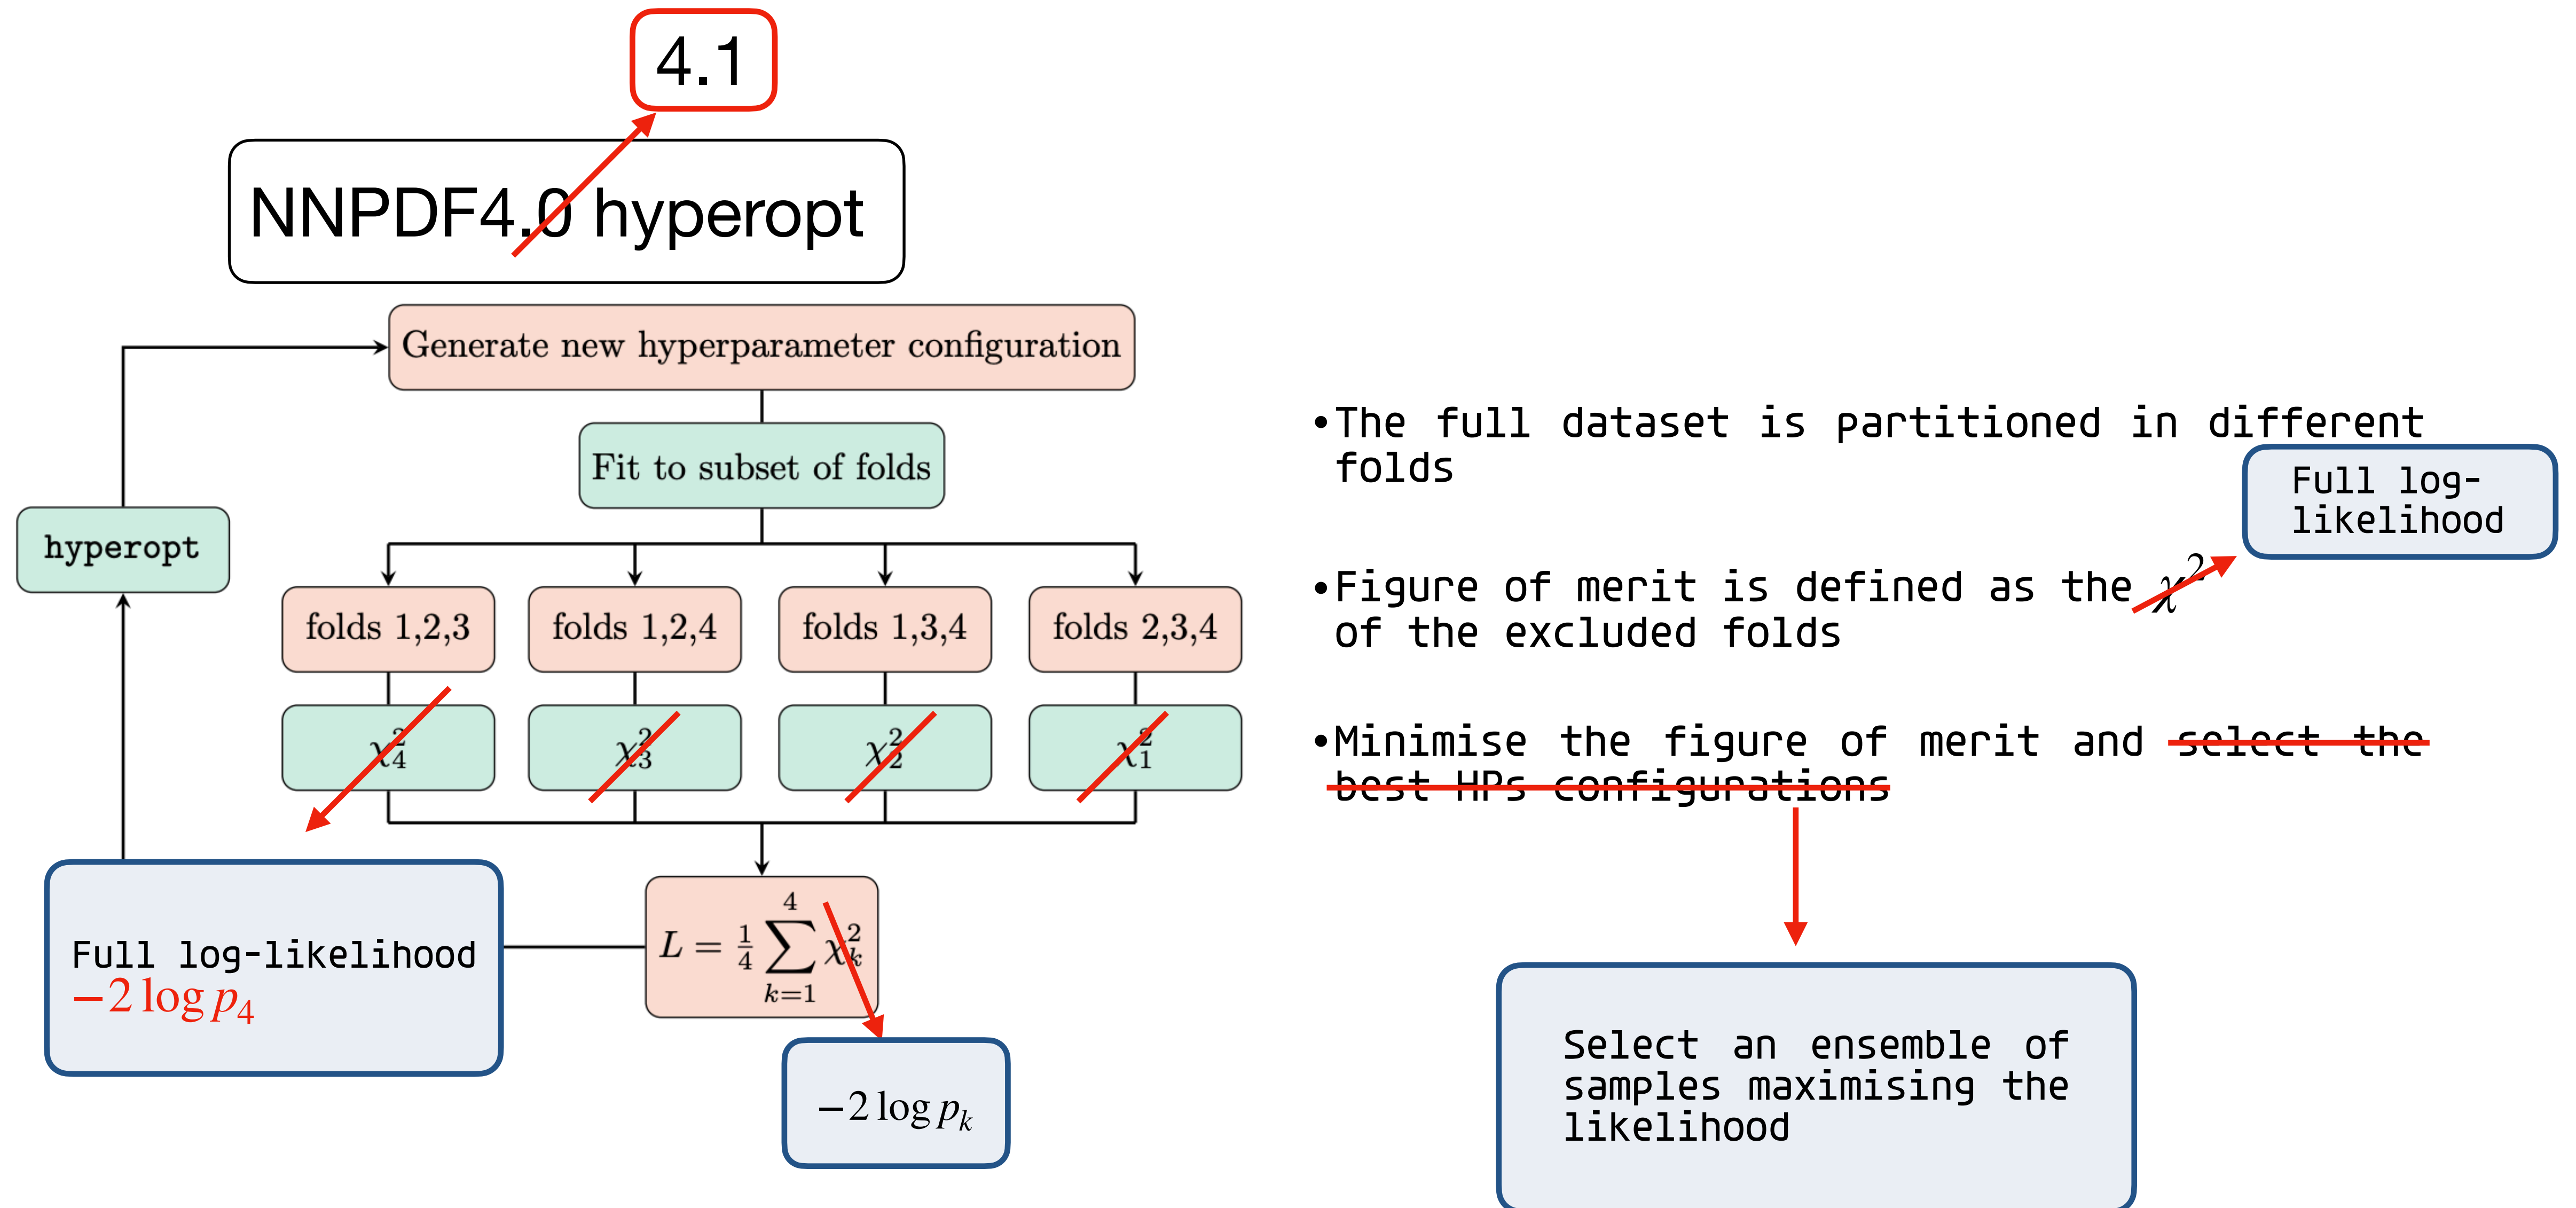 4.1
NNPDF4.0 hyperopt
Generate new hyperparameter configuration
Fit to subset of folds
hyperopt
folds 1,2,3
folds 1,2,4
folds 1,3,4
folds 2,3,4
χ²₄
χ²₃
χ²₂
χ²₁
Full log-likelihood
−2 log p₄
L = 1/4 ∑_{k=1}^{4} χ²ₖ
−2 log pₖ
•The full dataset is partitioned in different
folds
Full log-
likelihood
•Figure of merit is defined as the χ²
of the excluded folds
•Minimise the figure of merit and select the
best HPs configurations
Select an ensemble of
samples maximising the
likelihood